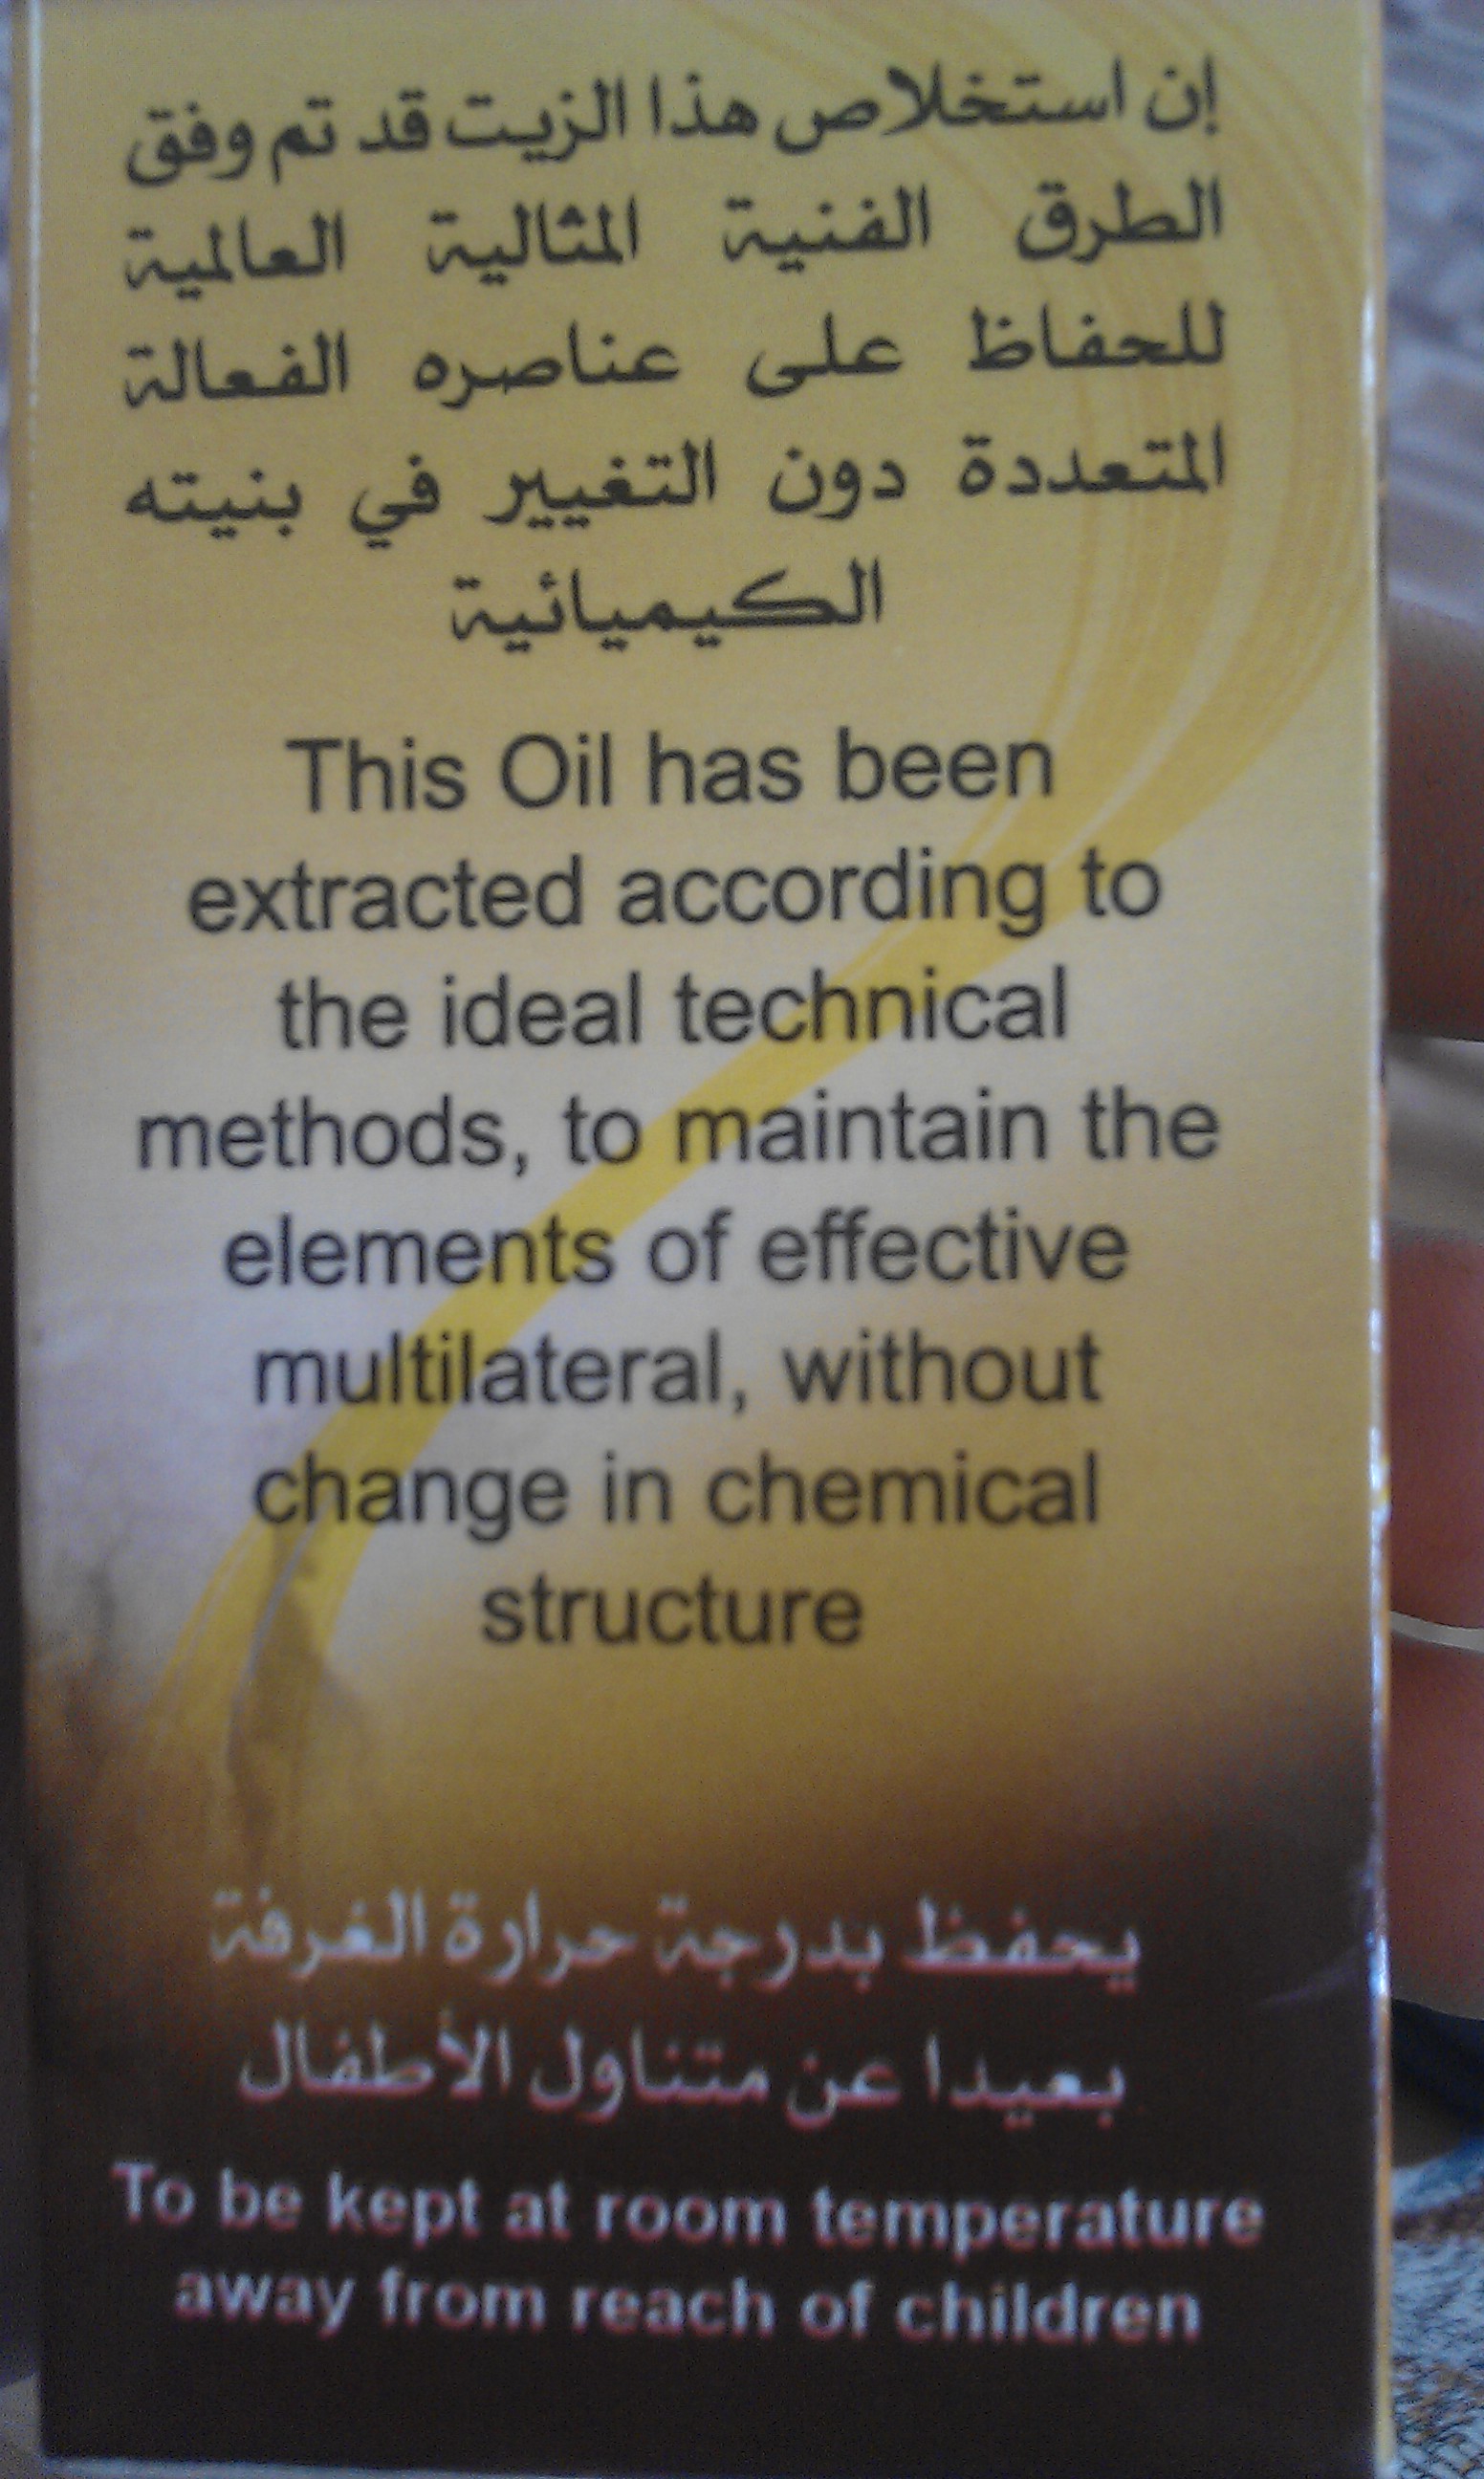 إن استخلاص هذا الزيت قد تم وفق
الطرق الفنية المثالية العالمية
للحفاظ على عناصره الفعالة
المتعددة دون التغيير في بنيته
الكيميائية
This Oil has been
extracted according to
the ideal technical
methods, to maintain the
elements of effective
multilateral, without
change in chemical
structure
يحفظ بدرجة حرارة الغرفة
بعيدا عن متناول الأطفال
To be kept at room temperature
away from reach of children